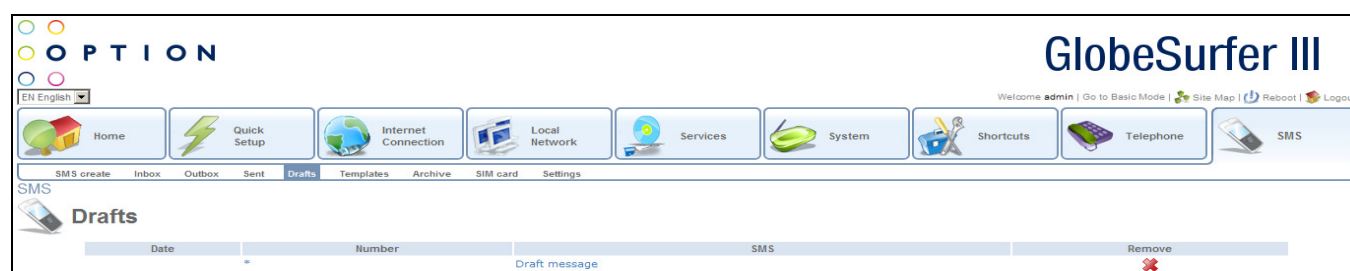 OPTION
GlobeSurfer III
EN English
Welcome admin | Go to Basic Mode | Site Map | Reboot | Logou
Home
Quick
Setup
Internet
Connection
Local
Network
Services
System
Shortcuts
Telephone
SMS
SMS create Inbox Outbox Sent Drafts Templates Archive SIM card Settings
SMS
Drafts
Date Number SMS Remove
* Draft message